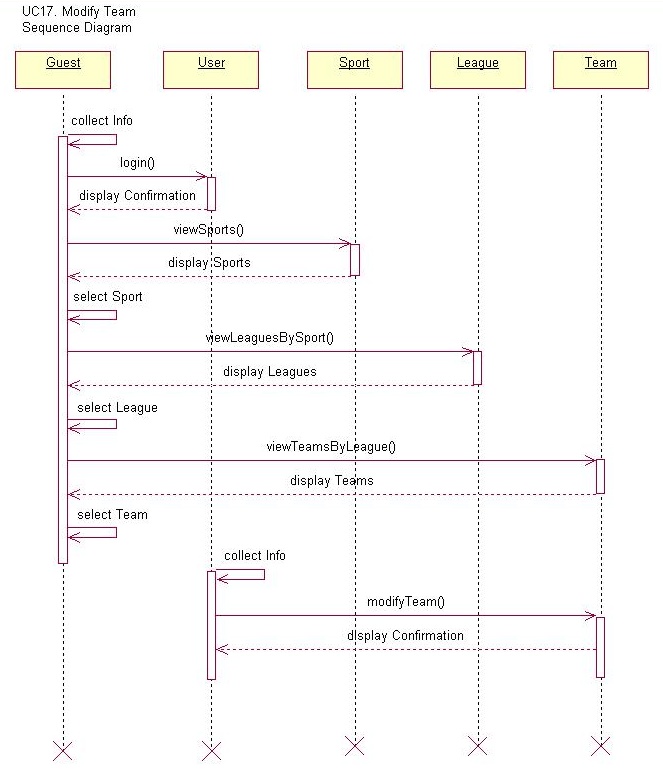 UC17. Modify Team
Sequence Diagram
Guest
User
Sport
League
Team
collect Info
login()
display Confirmation
viewSports()
display Sports
select Sport
viewLeaguesBySport()
display Leagues
select League
viewTeamsByLeague()
display Teams
select Team
collect Info
modifyTeam()
display Confirmation